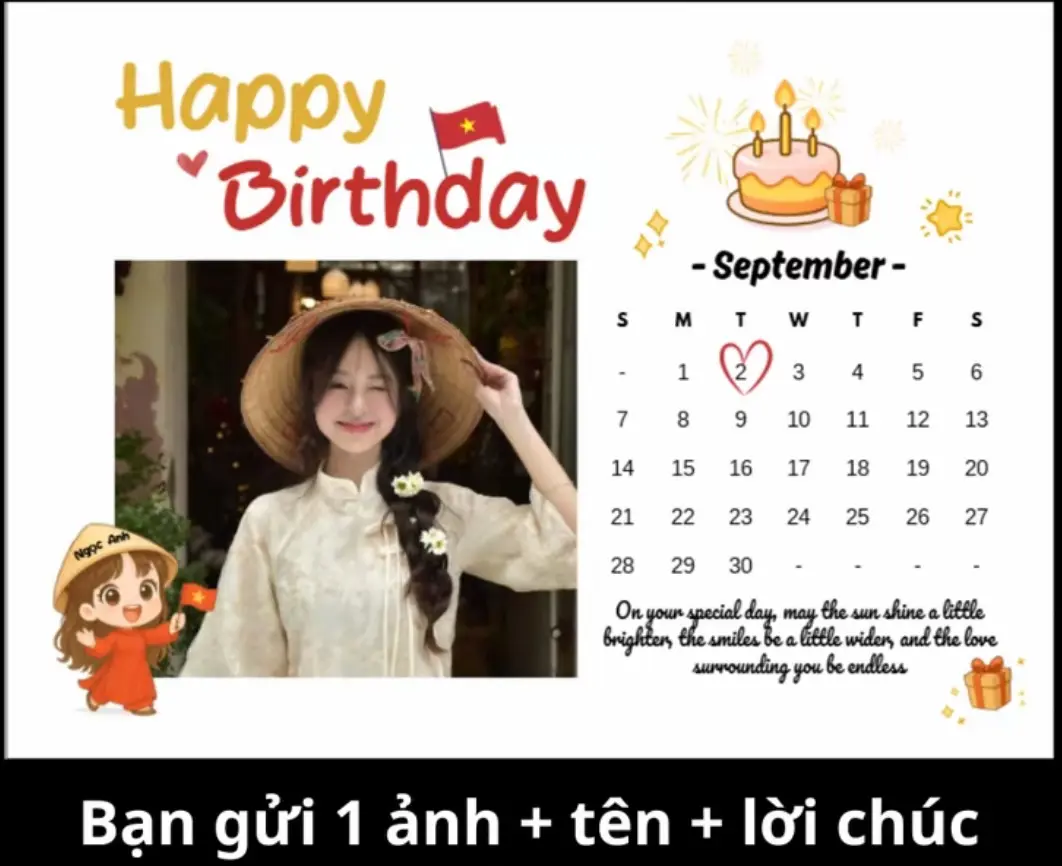 Happy
Birthday
- September -
S M T W T F S
- 1 2 3 4 5 6
7 8 9 10 11 12 13
14 15 16 17 18 19 20
21 22 23 24 25 26 27
28 29 30 - - - -
On your special day, may the sun shine a little
brighter, the smiles be a little wider, and the love
surrounding you be endless
Ngọc Anh
Bạn gửi 1 ảnh + tên + lời chúc